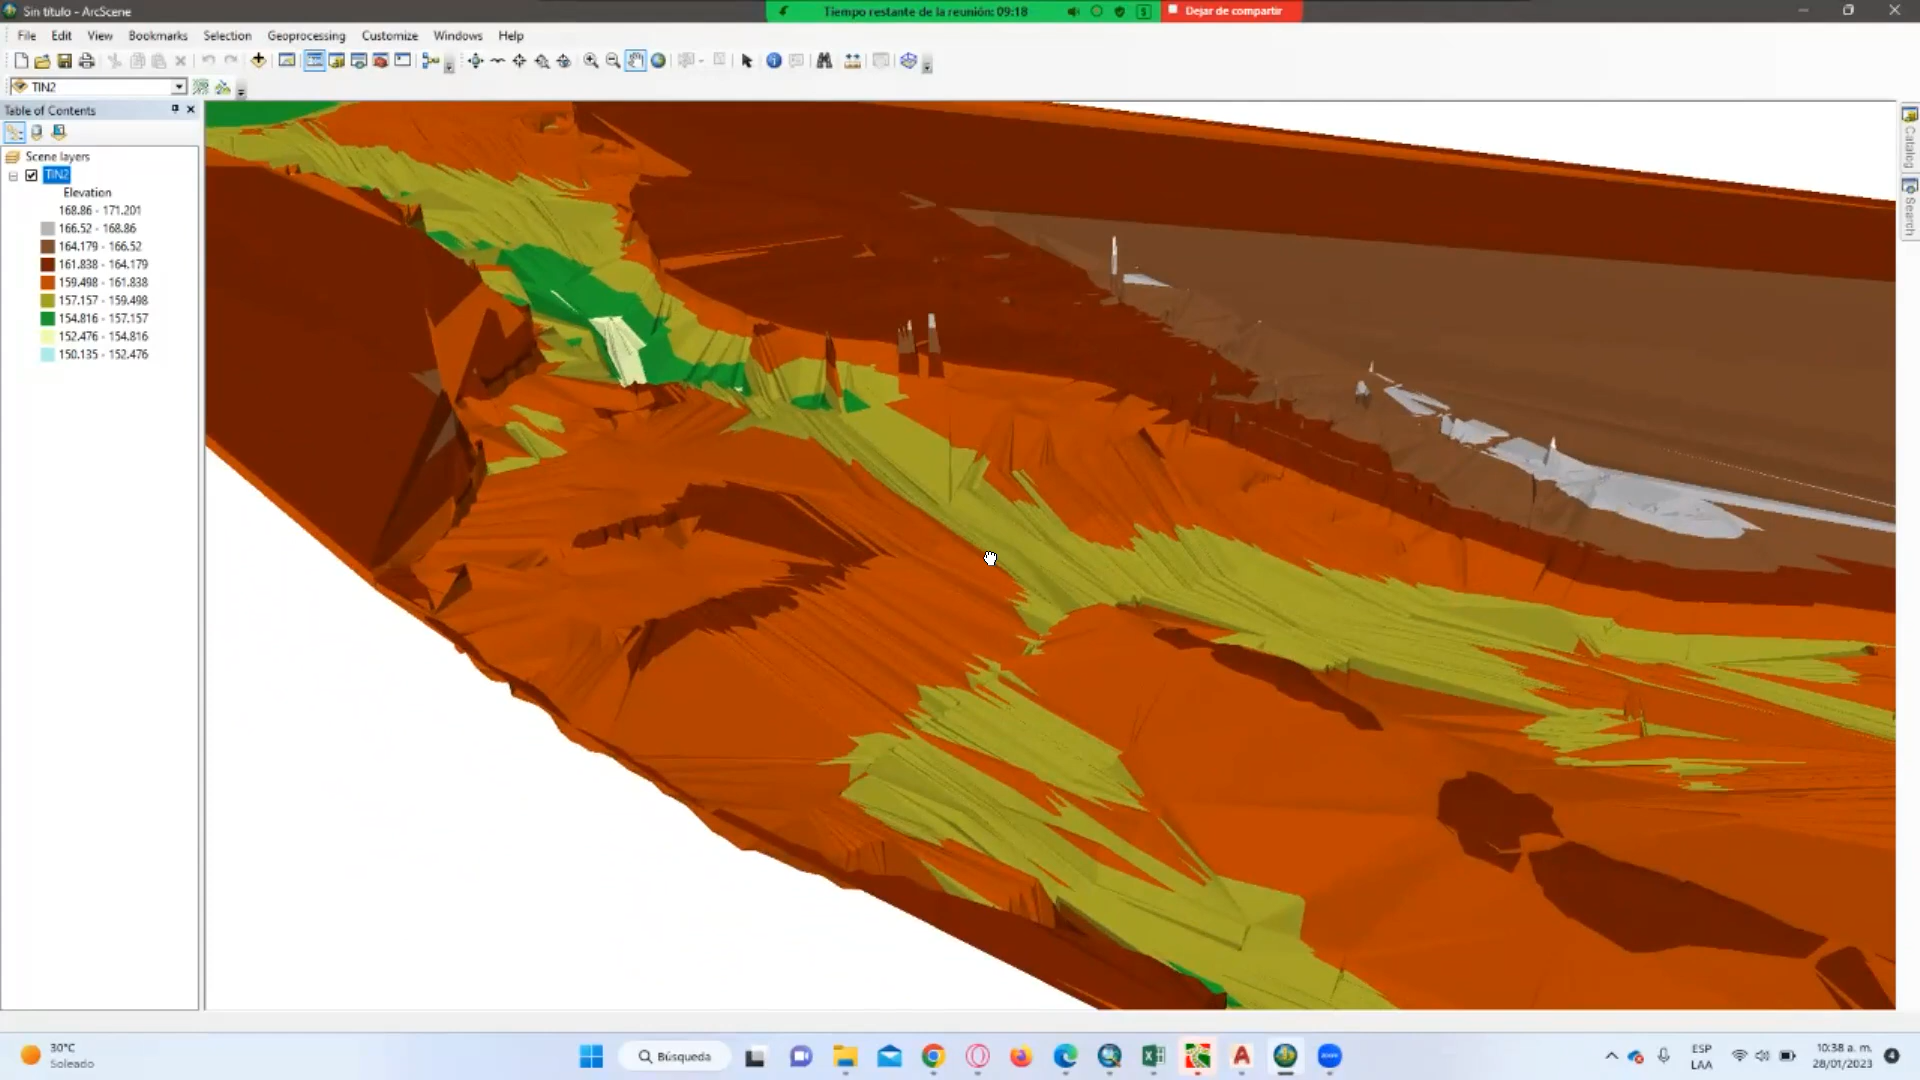 Sin título - ArcScene
Tiempo restante de la reunión: 09:18
Dejar de compartir
File Edit View Bookmarks Selection Geoprocessing Customize Windows Help
TIN2
Table of Contents
Scene layers
TIN2
Elevation
168.86 - 171.201
166.52 - 168.86
164.179 - 166.52
161.838 - 164.179
159.498 - 161.838
157.157 - 159.498
154.816 - 157.157
152.476 - 154.816
150.135 - 152.476
Catalog
Search
30°C
Soleado
Búsqueda
zoom
ESP
LAA
10:38 a. m.
28/01/2023
4